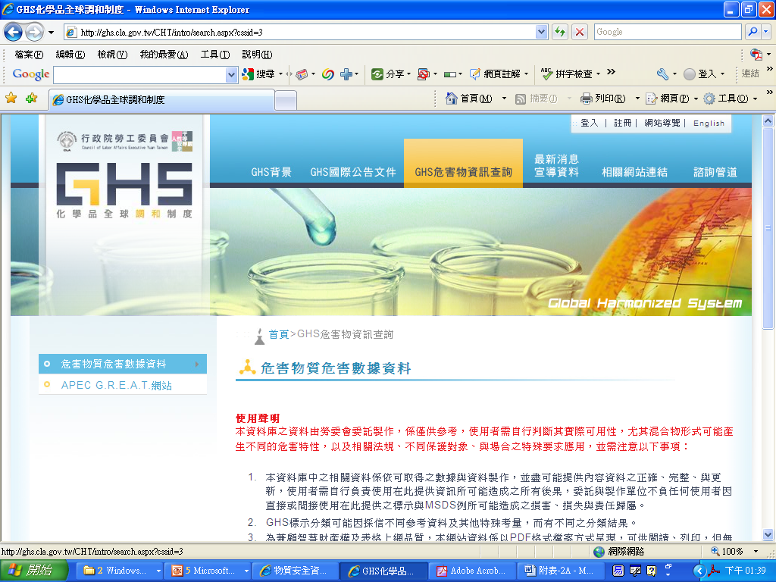 GHS化學品全球調和制度 - Windows Internet Explorer
http://ghs.cla.gov.tw/CHT/intro/search.aspx?cssid=3
Google
檔案(F) 編輯(E) 檢視(V) 我的最愛(A) 工具(T) 說明(H)
Google 搜尋 分享 網頁註解 拼字檢查 登入 連結
GHS化學品全球調和制度 首頁(M) 摘要(J) 列印(R) 網頁(P) 工具(O)
登入 | 註冊 | 網站導覽 | English
行政院勞工委員會
Council of Labor Affairs Executive Yuan Taiwan
GHS
化學品全球調和制度
GHS背景 GHS國際公告文件 GHS危害物資訊查詢 最新消息 宣導資料 相關網站連結 諮詢管道
Global Harmonized System
首頁>GHS危害物資訊查詢
危害物質危害數據資料
APEC G.R.E.A.T.網站
危害物質危害數據資料
使用聲明
本資料庫之資料由勞委會委託製作，係僅供參考，使用者需自行判斷其實際可用性，尤其混合物形式可能產
生不同的危害特性，以及相關法規、不同保護對象、與場合之特殊要求應用，並需注意以下事項：
1. 本資料庫中之相關資料係依可取得之數據與資料製作，並盡可能提供內容資料之正確、完整、與更
新，使用者需自行負責使用在此提供資訊所可能造成之所有後果，委託與製作單位不負任何使用者因
直接或間接使用在此提供之標示與MSDS例所可能造成之損害、損失與責任歸屬。
2. GHS標示分類可能因採信不同參考資料及其他特殊考量，而有不同之分類結果。
3. 為兼顧智慧財產權及表格上網品質，本網站資料係以PDF格式檔案方式呈現，可供閱讀、列印，但無
http://ghs.cla.gov.tw/CHT/intro/search.aspx?cssid=3 網際網路 100%
開始 2 Windows... 5 Microsoft... 物質安全資... GHS化學品... Adobe Acrob... 附表-2A - M... 下午 01:39